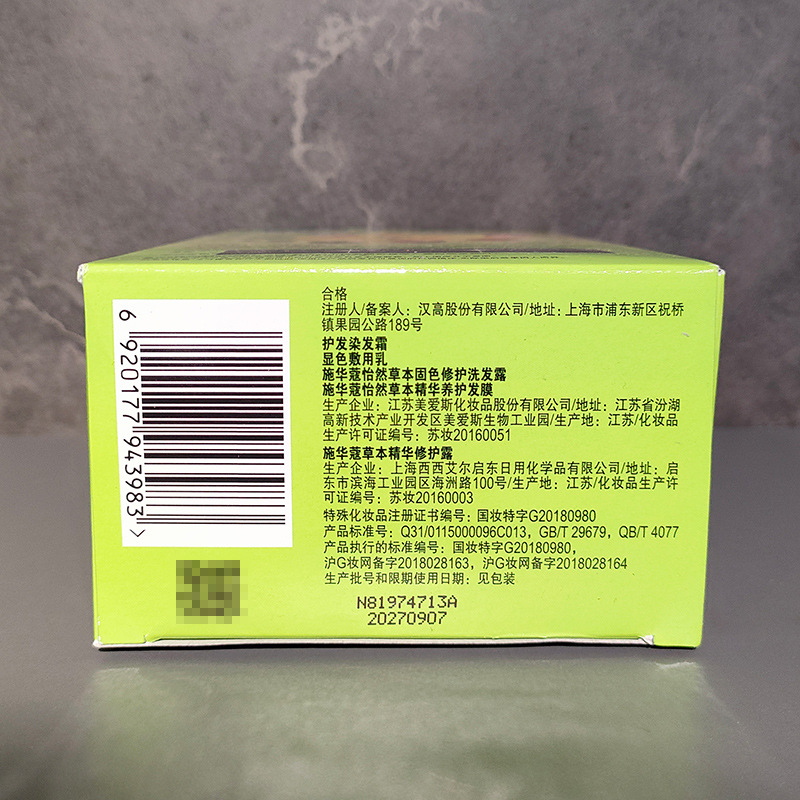 合格
注册人/备案人：汉高股份有限公司/地址：上海市浦东新区祝桥
镇果园公路189号
护发染发霜
显色敷用乳
施华蔻怡然草本固色修护洗发露
施华蔻怡然草本精华养护发膜
生产企业：江苏美爱斯化妆品股份有限公司/地址：江苏省汾湖
高新技术产业开发区美爱斯生物工业园/生产地：江苏/化妆品
生产许可证编号：苏妆20160051
施华蔻草本精华修护露
生产企业：上海西西艾尔启东日用化学品有限公司/地址：启
东市滨海工业园区海洲路100号/生产地：江苏/化妆品生产许
可证编号：苏妆20160003
特殊化妆品注册证书编号：国妆特字G20180980
产品标准号：Q31/0115000096C013，GB/T 29679，QB/T 4077
产品执行的标准编号：国妆特字G20180980，
沪G妆网备字2018028163，沪G妆网备字2018028164
生产批号和限期使用日期：见包装
N81974713A
20270907
6 920177 943983 >